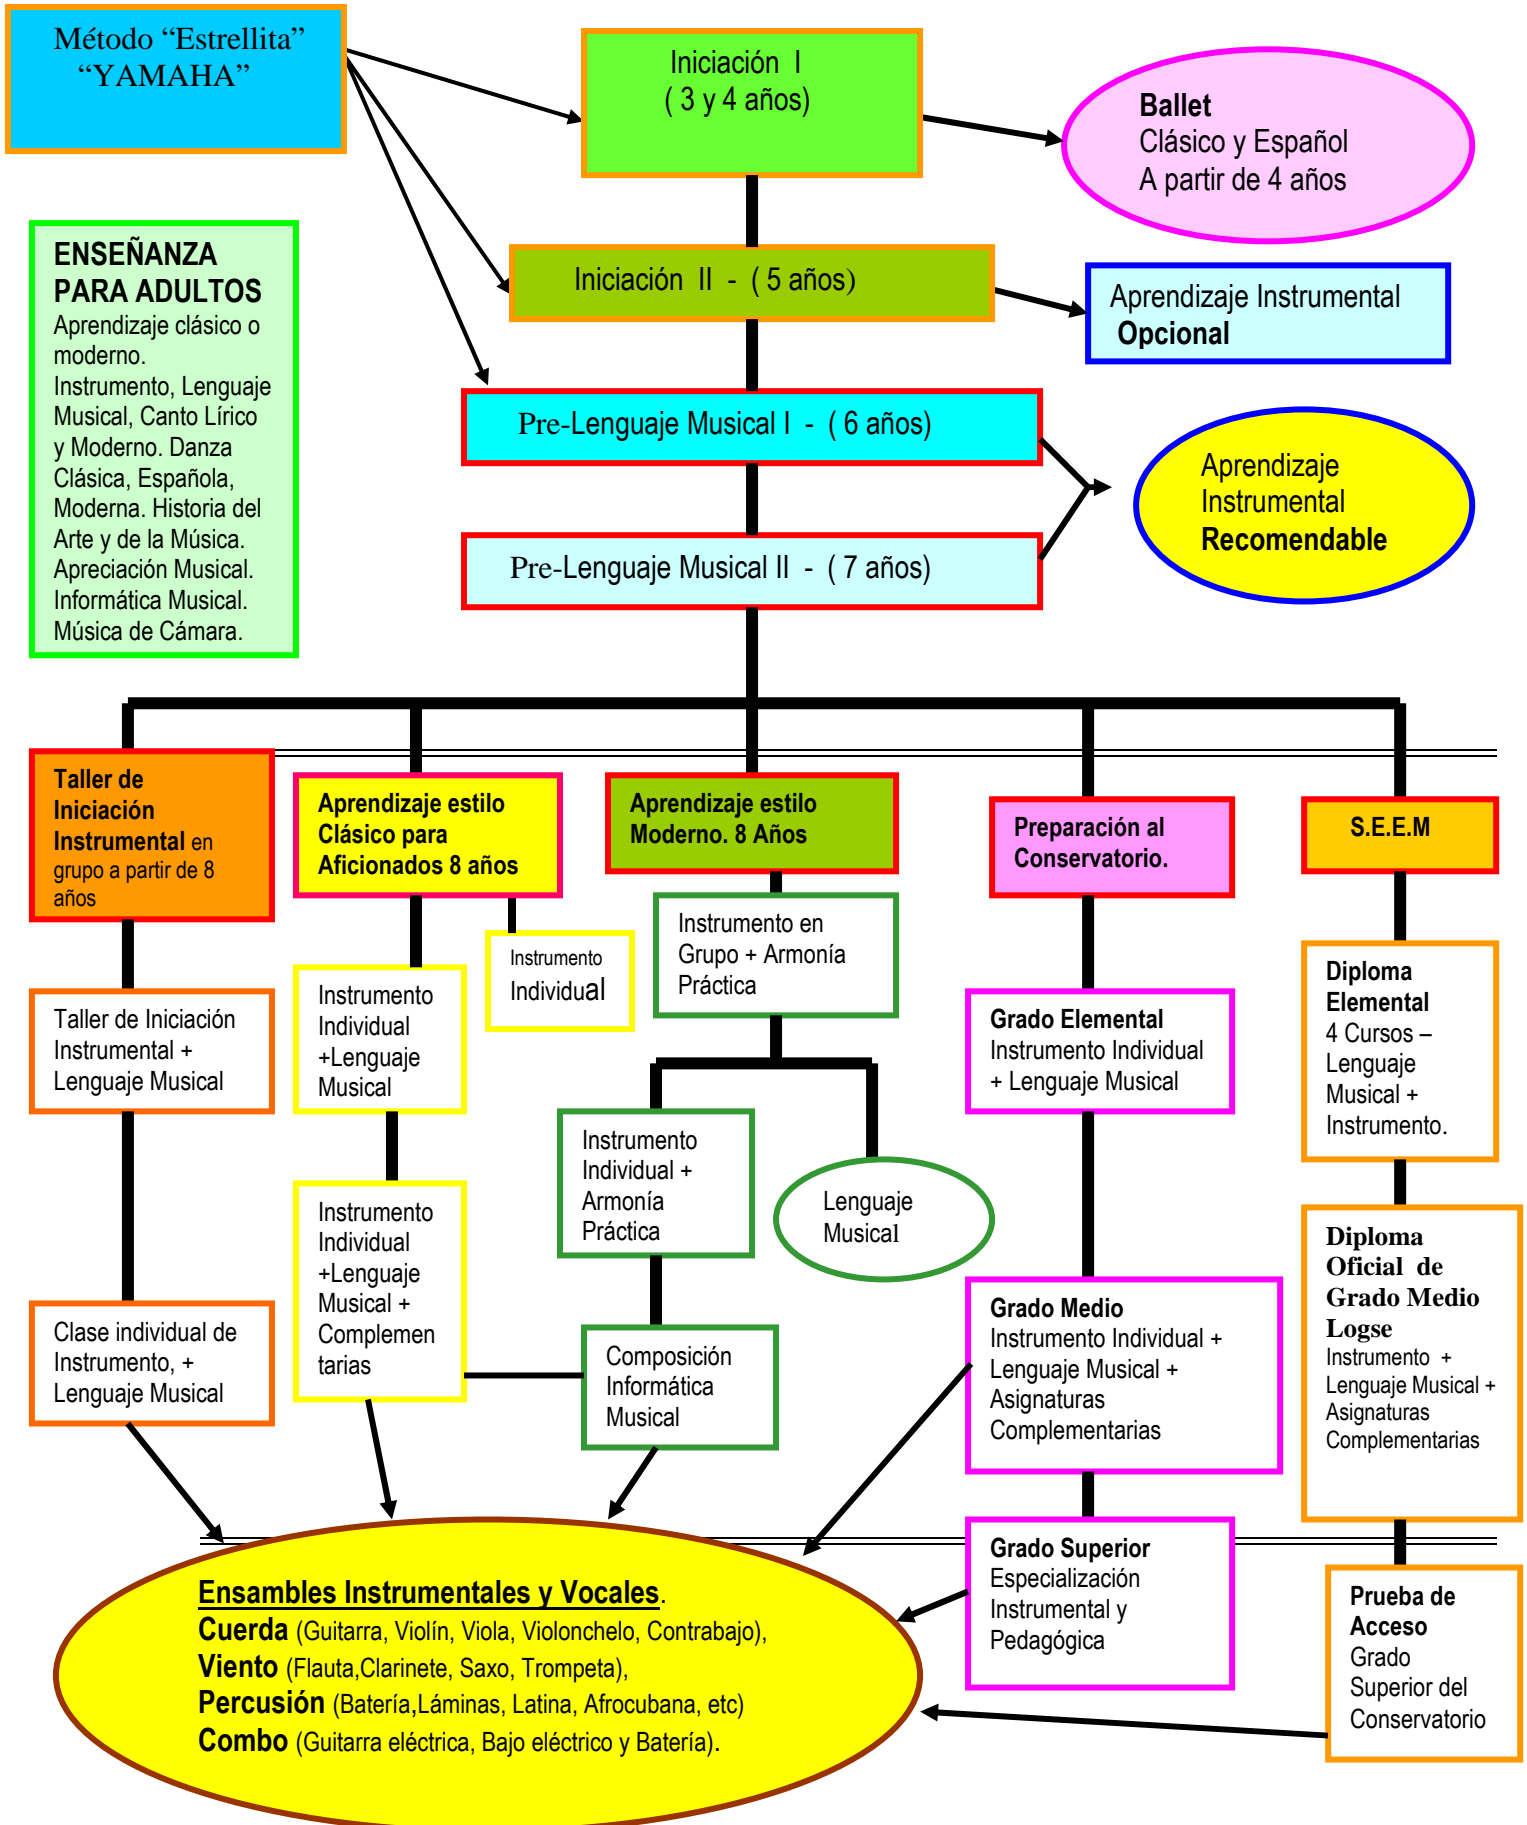 Método “Estrellita”
“YAMAHA”
Iniciación I
( 3 y 4 años)
Ballet
Clásico y Español
A partir de 4 años
ENSEÑANZA
PARA ADULTOS
Aprendizaje clásico o
moderno.
Instrumento, Lenguaje
Musical, Canto Lírico
y Moderno. Danza
Clásica, Española,
Moderna. Historia del
Arte y de la Música.
Apreciación Musical.
Informática Musical.
Música de Cámara.
Iniciación II - ( 5 años)
Aprendizaje Instrumental
Opcional
Pre-Lenguaje Musical I - ( 6 años)
Aprendizaje
Instrumental
Recomendable
Pre-Lenguaje Musical II - ( 7 años)
Taller de
Iniciación
Instrumental en
grupo a partir de 8
años
Aprendizaje estilo
Clásico para
Aficionados 8 años
Aprendizaje estilo
Moderno. 8 Años
Preparación al
Conservatorio.
S.E.E.M
Taller de Iniciación
Instrumental +
Lenguaje Musical
Instrumento
Individual
+Lenguaje
Musical
Instrumento
Individual
Instrumento en
Grupo + Armonía
Práctica
Grado Elemental
Instrumento Individual
+ Lenguaje Musical
Diploma
Elemental
4 Cursos –
Lenguaje
Musical +
Instrumento.
Instrumento
Individual +
Armonía
Práctica
Lenguaje
Musical
Clase individual de
Instrumento, +
Lenguaje Musical
Instrumento
Individual
+Lenguaje
Musical +
Complemen
tarias
Composición
Informática
Musical
Grado Medio
Instrumento Individual +
Lenguaje Musical +
Asignaturas
Complementarias
Diploma
Oficial de
Grado Medio
Logse
Instrumento +
Lenguaje Musical +
Asignaturas
Complementarias
Grado Superior
Especialización
Instrumental y
Pedagógica
Prueba de
Acceso
Grado
Superior del
Conservatorio
Ensambles Instrumentales y Vocales.
Cuerda (Guitarra, Violín, Viola, Violonchelo, Contrabajo),
Viento (Flauta,Clarinete, Saxo, Trompeta),
Percusión (Batería,Láminas, Latina, Afrocubana, etc)
Combo (Guitarra eléctrica, Bajo eléctrico y Batería).